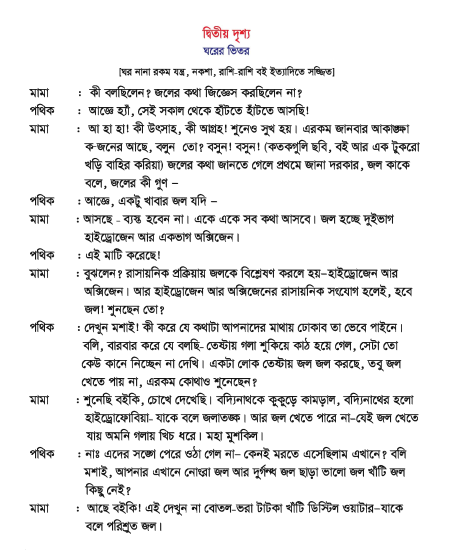 দ্বিতীয় দৃশ্য
ঘরের ভিতর
[ঘর নানা রকম যন্ত্র, নকশা, রাশি-রাশি বই ইত্যাদিতে সজ্জিত]
মামা : কী বলছিলেন? জলের কথা জিজ্ঞেস করছিলেন না?
পথিক : আজ্ঞে হ্যাঁ, সেই সকাল থেকে হাঁটতে হাঁটতে আসছি!
মামা : আ হা হা! কী উৎসাহ, কী আগ্রহ! শুনেও সুখ হয়। এরকম জানবার আকাঙ্ক্ষা
ক-জনের আছে, বলুন তো? বসুন! বসুন! (কতকগুলি ছবি, বই আর এক টুকরো
খড়ি বাহির করিয়া) জলের কথা জানতে গেলে প্রথমে জানা দরকার, জল কাকে
বলে, জলের কী গুণ –
পথিক : আজ্ঞে, একটু খাবার জল যদি –
মামা : আসছে - ব্যস্ত হবেন না। একে একে সব কথা আসবে। জল হচ্ছে দুইভাগ
হাইড্রোজেন আর একভাগ অক্সিজেন।
পথিক : এই মাটি করেছে!
মামা : বুঝলেন? রাসায়নিক প্রক্রিয়ায় জলকে বিশ্লেষণ করলে হয়–হাইড্রোজেন আর
অক্সিজেন। আর হাইড্রোজেন আর অক্সিজেনের রাসায়নিক সংযোগ হলেই, হবে
জল! শুনছেন তো?
পথিক : দেখুন মশাই! কী করে যে কথাটা আপনাদের মাথায় ঢোকাব তা ভেবে পাইনে।
বলি, বারবার করে যে বলছি- তেষ্টায় গলা শুকিয়ে কাঠ হয়ে গেল, সেটা তো
কেউ কানে নিচ্ছেন না দেখি। একটা লোক তেষ্টায় জল জল করছে, তবু জল
খেতে পায় না, এরকম কোথাও শুনেছেন?
মামা : শুনেছি বইকি, চোখে দেখেছি। বদ্যিনাথকে কুকুড়ে কামড়াল, বদ্যিনাথের হলো
হাইড্রোফোবিয়া- যাকে বলে জলাতঙ্ক। আর জল খেতে পারে না–যেই জল খেতে
যায় অমনি গলায় খিচ ধরে। মহা মুশকিল।
পথিক : নাঃ এদের সঙ্গে পেরে ওঠা গেল না– কেনই মরতে এসেছিলাম এখানে? বলি
মশাই, আপনার এখানে নোংরা জল আর দুর্গন্ধ জল ছাড়া ভালো জল খাঁটি জল
কিছু নেই?
মামা : আছে বইকি! এই দেখুন না বোতল-ভরা টাটকা খাঁটি ডিস্টিল ওয়াটার–যাকে
বলে পরিশ্রুত জল।